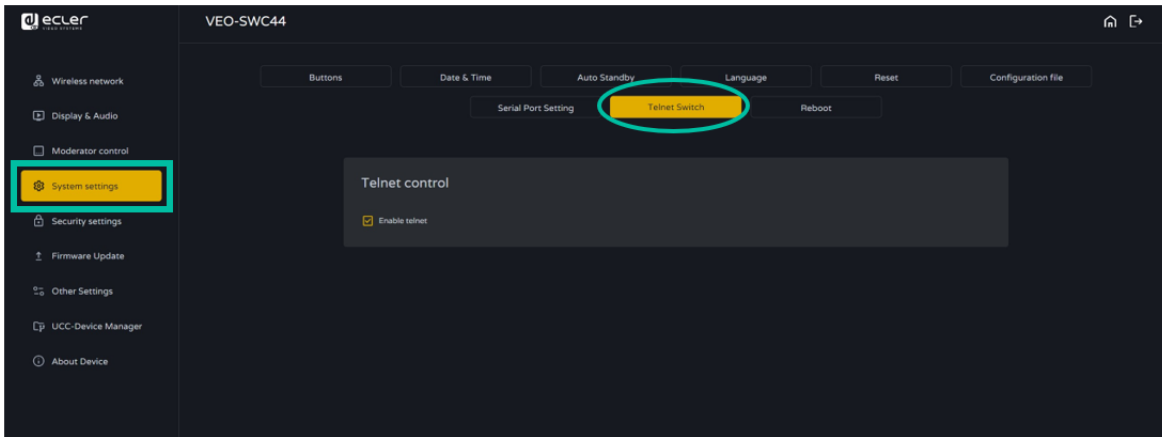 ecler
VIDEO SYSTEMS
VEO-SWC44
Wireless network
Display & Audio
Moderator control
System settings
Security settings
Firmware Update
Other Settings
UCC-Device Manager
About Device
Buttons
Date & Time
Auto Standby
Language
Reset
Configuration file
Serial Port Setting
Telnet Switch
Reboot
Telnet control
Enable telnet